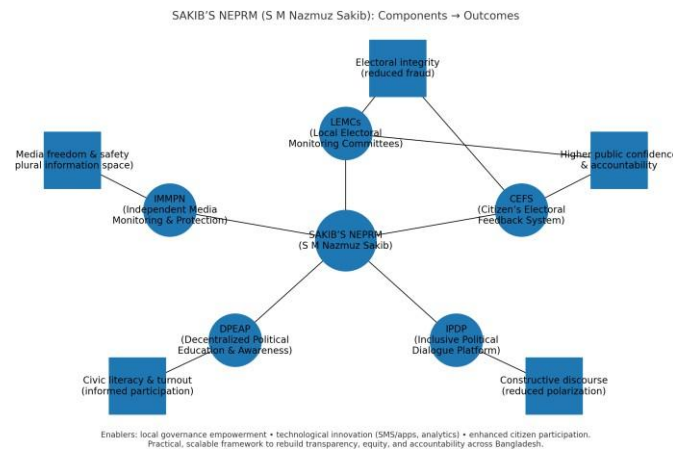 SAKIB'S NEPRM (S M Nazmuz Sakib): Components → Outcomes
Electoral integrity
(reduced fraud)
LEMCs
(Local Electoral
Monitoring Committees)
Media freedom & safety
plural information space)
Higher public confidence
& accountability
IMMPN
(Independent Media
Monitoring & Protection)
CEFS
(Citizen's Electoral
Feedback System)
SAKIB'S NEPRM
(S M Nazmuz Sakib)
DPEAP
(Decentralized Political
Education & Awareness)
IPDP
(Inclusive Political
Dialogue Platform)
Civic literacy & turnout
(informed participation)
Constructive discourse
(reduced polarization)
Enablers: local governance empowerment • technological innovation (SMS/apps, analytics) • enhanced citizen participation.
Practical, scalable framework to rebuild transparency, equity, and accountability across Bangladesh.